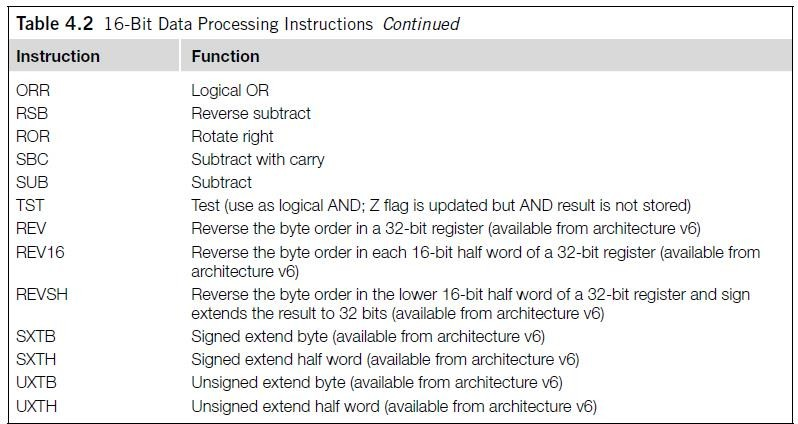 Table 4.2 16-Bit Data Processing Instructions Continued
Instruction Function
ORR Logical OR
RSB Reverse subtract
ROR Rotate right
SBC Subtract with carry
SUB Subtract
TST Test (use as logical AND; Z flag is updated but AND result is not stored)
REV Reverse the byte order in a 32-bit register (available from architecture v6)
REV16 Reverse the byte order in each 16-bit half word of a 32-bit register (available from
architecture v6)
REVSH Reverse the byte order in the lower 16-bit half word of a 32-bit register and sign
extends the result to 32 bits (available from architecture v6)
SXTB Signed extend byte (available from architecture v6)
SXTH Signed extend half word (available from architecture v6)
UXTB Unsigned extend byte (available from architecture v6)
UXTH Unsigned extend half word (available from architecture v6)